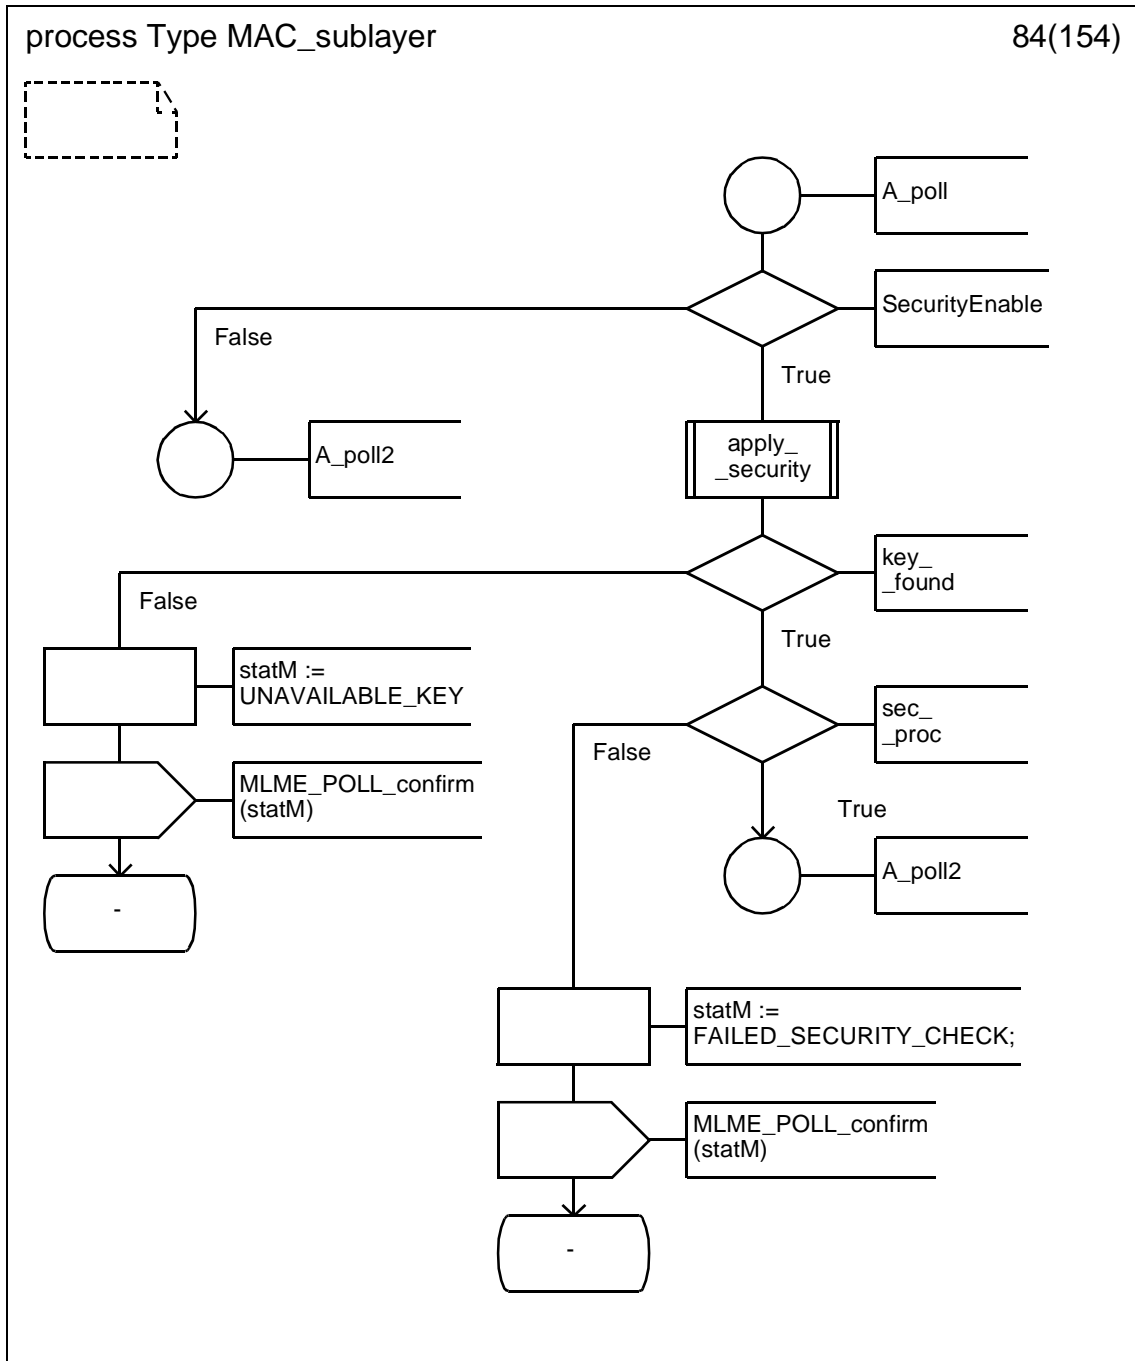 process Type MAC_sublayer
84(154)
A_poll
SecurityEnable
False
True
A_poll2
apply_
_security
key_
_found
False
True
statM :=
UNAVAILABLE_KEY
sec_
_proc
False
MLME_POLL_confirm
(statM)
True
A_poll2
-
statM :=
FAILED_SECURITY_CHECK;
MLME_POLL_confirm
(statM)
-